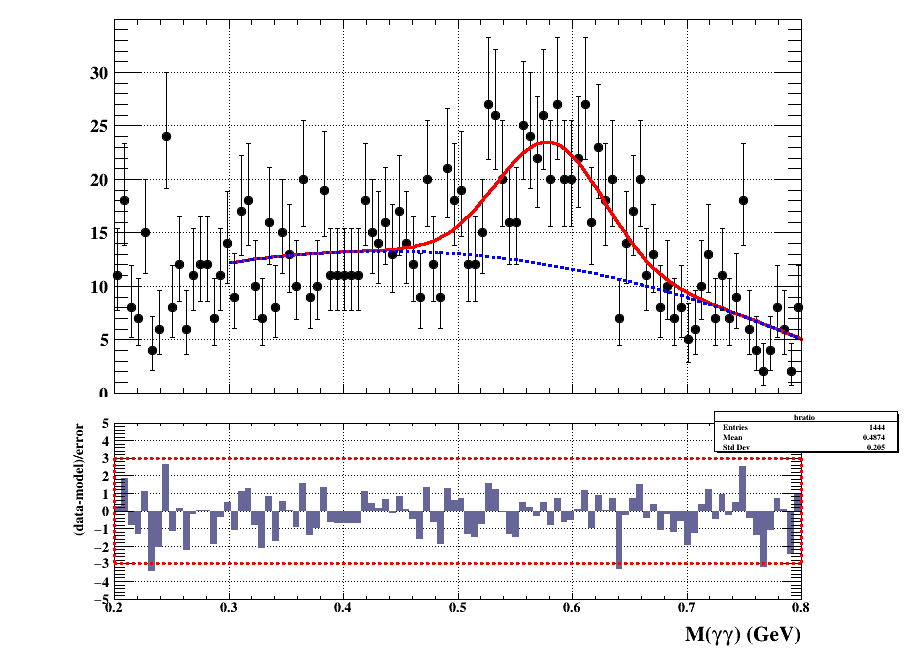 30
25
20
15
10
5
0
hratio
Entries 1444
Mean 0.4874
Std Dev 0.205
(data-model)/error
5
4
3
2
1
0
−1
−2
−3
−4
−5
0.2 0.3 0.4 0.5 0.6 0.7 0.8
M(γγ) (GeV)